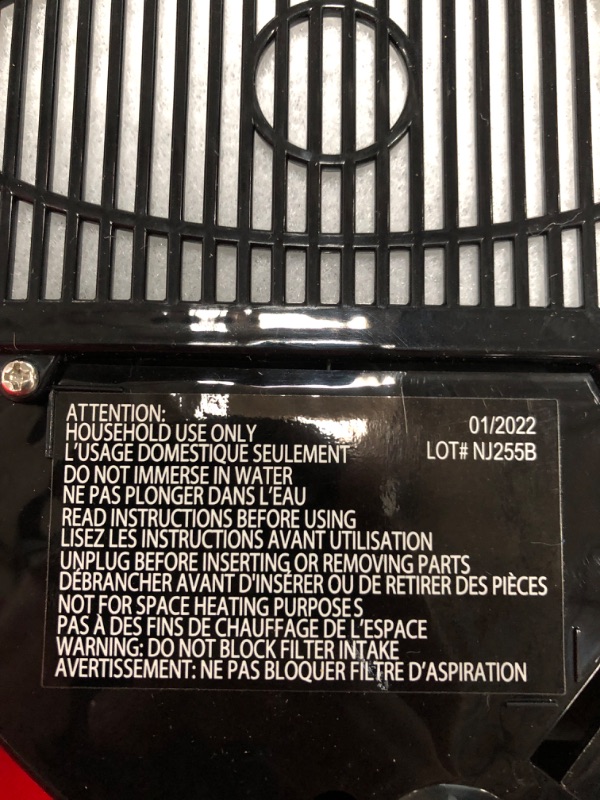 ATTENTION:
HOUSEHOLD USE ONLY
L'USAGE DOMESTIQUE SEULEMENT
DO NOT IMMERSE IN WATER
NE PAS PLONGER DANS L'EAU
READ INSTRUCTIONS BEFORE USING
LISEZ LES INSTRUCTIONS AVANT UTILISATION
UNPLUG BEFORE INSERTING OR REMOVING PARTS
DÉBRANCHER AVANT D'INSÉRER OU DE RETIRER DES PIÈCES
NOT FOR SPACE HEATING PURPOSES
PAS À DES FINS DE CHAUFFAGE DE L'ESPACE
WARNING: DO NOT BLOCK FILTER INTAKE
AVERTISSEMENT: NE PAS BLOQUER FILTRE D'ASPIRATION
01/2022
LOT# NJ255B